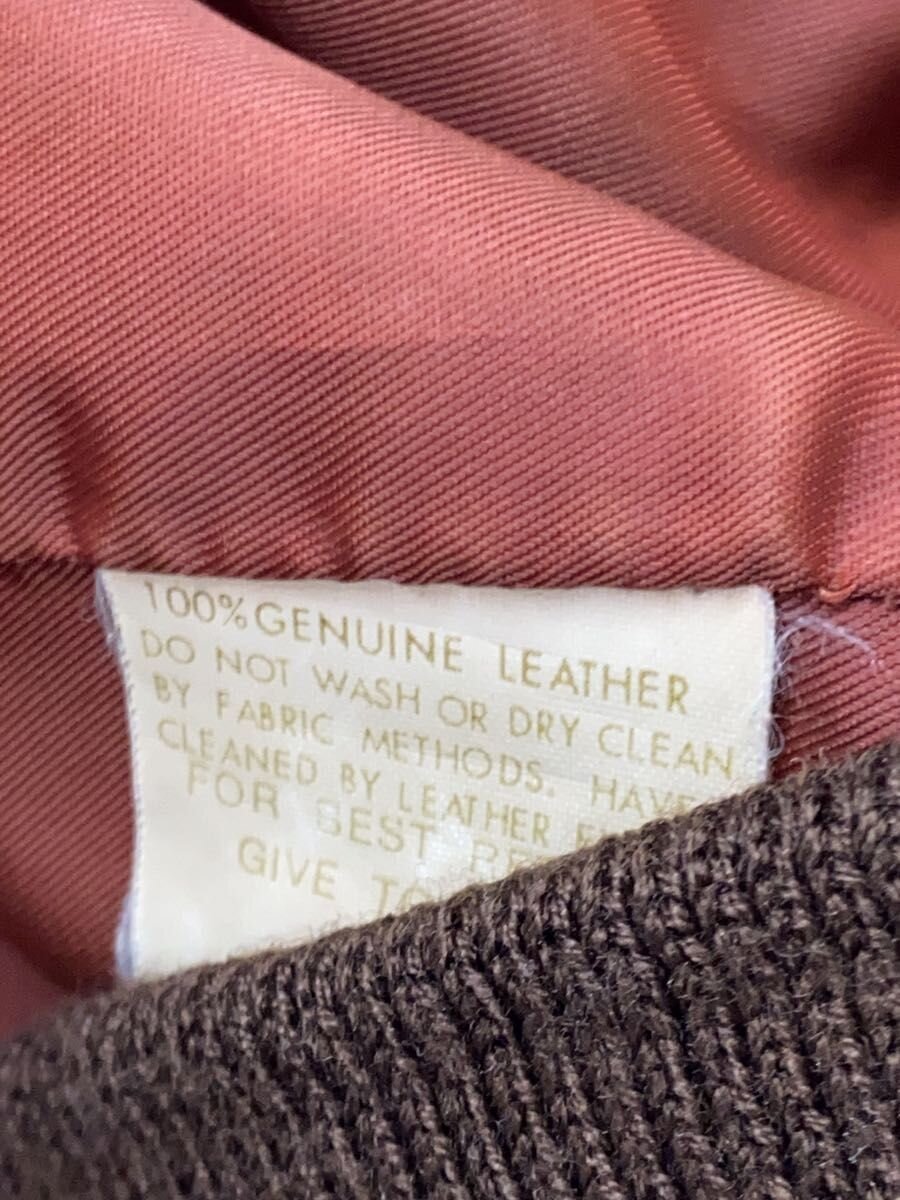 100% GENUINE LEATHER
DO NOT WASH OR DRY CLEAN
BY FABRIC METHODS. HAVE
CLEANED BY LEATHER
FOR BEST
GIVE TO